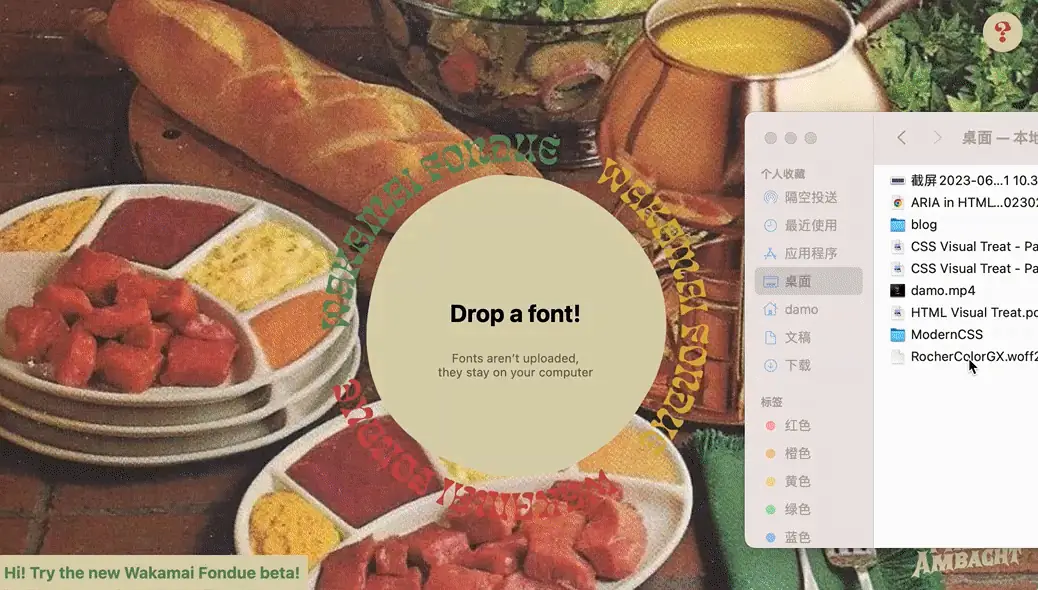 ?
WAKAMAI FONDUE
WAKAMAI FONDUE
WAKAMAI FONDUE
Drop a font!
Fonts aren't uploaded,
they stay on your computer
Hi! Try the new Wakamai Fondue beta!
桌面 — 本地
个人收藏
隔空投送
最近使用
应用程序
桌面
damo
文稿
下载
标签
红色
橙色
黄色
绿色
蓝色
截屏2023-06...1 10.3
ARIA in HTML...02302
blog
CSS Visual Treat - Pa
CSS Visual Treat - Pa
damo.mp4
HTML Visual Treat.pd
ModernCSS
RocherColorGX.woff2
AMBACHT